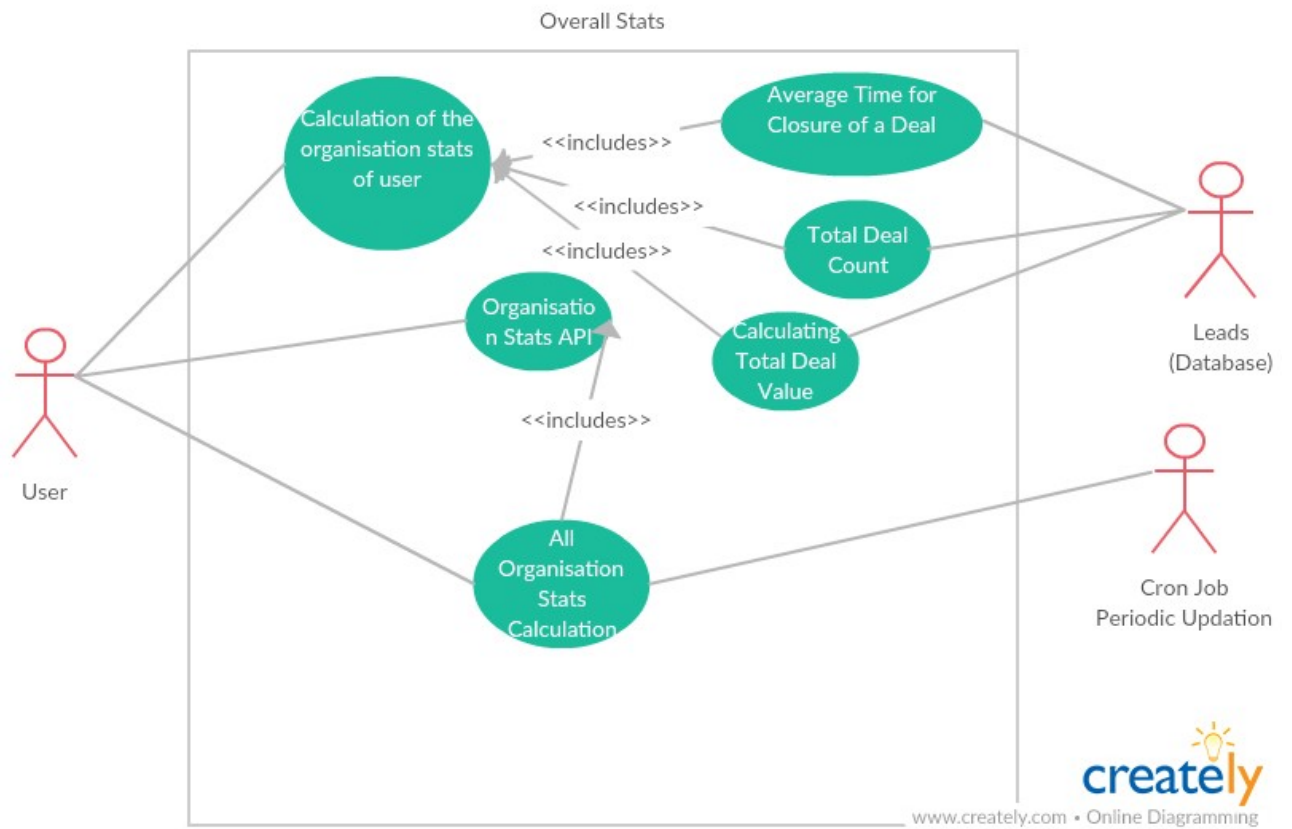 Overall Stats
Calculation of the
organisation stats
of user
Average Time for
Closure of a Deal
<<includes>>
<<includes>>
<<includes>>
Total Deal
Count
Organisatio
n Stats API
Calculating
Total Deal
Value
Leads
(Database)
<<includes>>
User
All
Organisation
Stats
Calculation
Cron Job
Periodic Updation
creately
www.creately.com • Online Diagramming